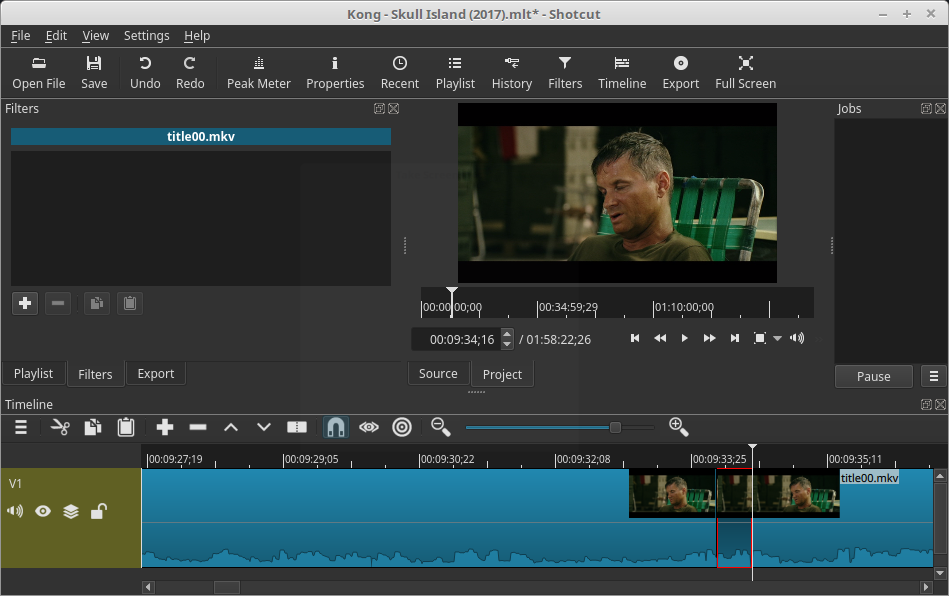 Kong - Skull Island (2017).mlt* - Shotcut
File Edit View Settings Help
Open File Save Undo Redo Peak Meter Properties Recent Playlist History Filters Timeline Export Full Screen
Filters
title00.mkv
Jobs
00:00:00;00 00:34:59;29 01:10:00;00
00:09:34;16 / 01:58:22;26
Playlist Filters Export
Source Project
Pause
Timeline
00:09:27;19 00:09:29;05 00:09:30;22 00:09:32;08 00:09:33;25 00:09:35;11
V1
title00.mkv